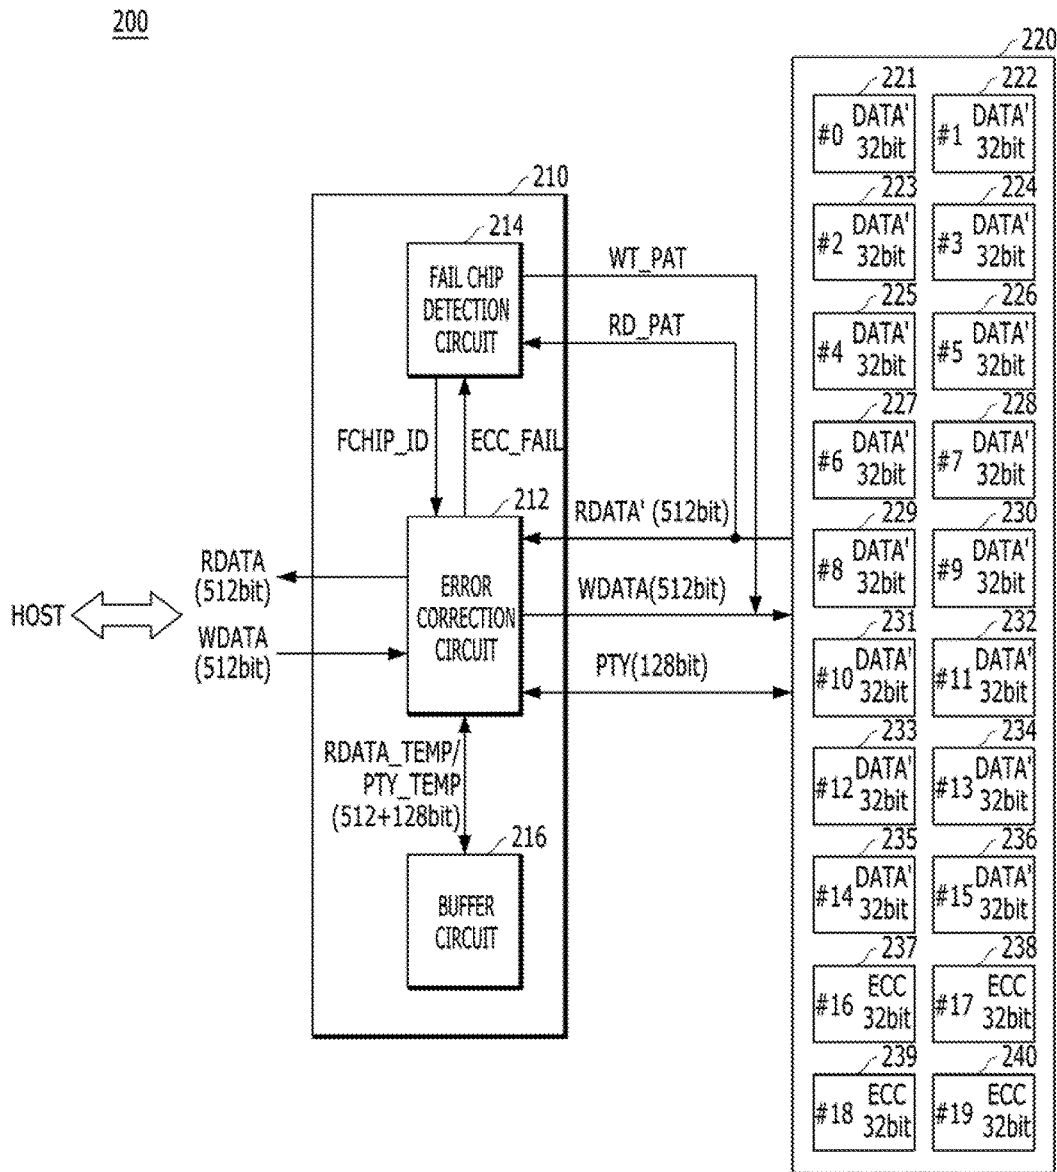 200
220
221
222
#0 DATA' 32bit
#1 DATA' 32bit
223
224
#2 DATA' 32bit
#3 DATA' 32bit
225
226
#4 DATA' 32bit
#5 DATA' 32bit
227
228
#6 DATA' 32bit
#7 DATA' 32bit
229
230
#8 DATA' 32bit
#9 DATA' 32bit
231
232
#10 DATA' 32bit
#11 DATA' 32bit
233
234
#12 DATA' 32bit
#13 DATA' 32bit
235
236
#14 DATA' 32bit
#15 DATA' 32bit
237
238
#16 ECC 32bit
#17 ECC 32bit
239
240
#18 ECC 32bit
#19 ECC 32bit
210
214
FAIL CHIP
DETECTION
CIRCUIT
WT_PAT
RD_PAT
FCHIP_ID
ECC_FAIL
212
ERROR
CORRECTION
CIRCUIT
RDATA' (512bit)
WDATA(512bit)
PTY(128bit)
HOST
RDATA
(512bit)
WDATA
(512bit)
RDATA_TEMP/
PTY_TEMP
(512+128bit)
216
BUFFER
CIRCUIT